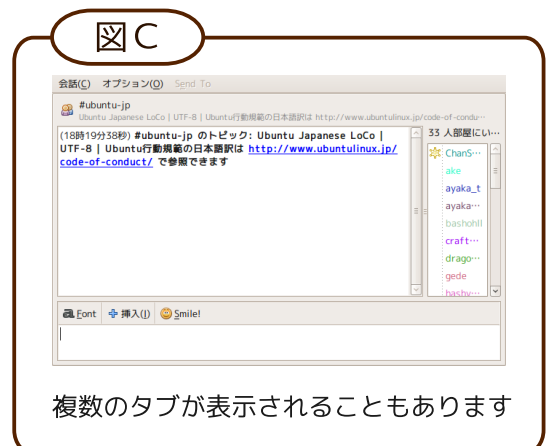 図C
会話(C) オプション(O) Send To
#ubuntu-jp
Ubuntu Japanese LoCo | UTF-8 | Ubuntu行動規範の日本語訳は http://www.ubuntulinux.jp/code-of-condu…
(18時19分38秒) #ubuntu-jp のトピック: Ubuntu Japanese LoCo |
UTF-8 | Ubuntu行動規範の日本語訳は http://www.ubuntulinux.jp/
code-of-conduct/ で参照できます
33 人部屋にい…
ChanS…
ake
ayaka_t
ayaka…
bashohll
craft…
drago…
gede
hashy…
Font 挿入(I) Smile!
複数のタブが表示されることもあります